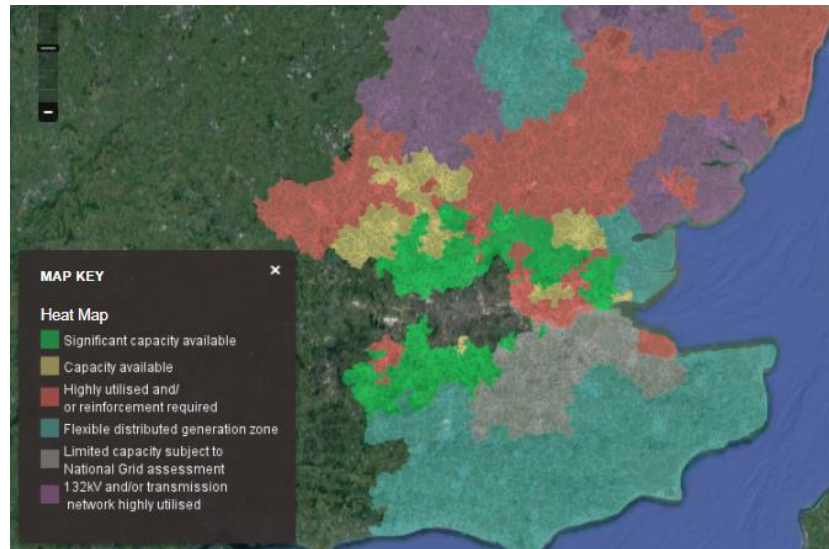 MAP KEY ×
Heat Map
Significant capacity available
Capacity available
Highly utilised and/
or reinforcement required
Flexible distributed generation zone
Limited capacity subject to
National Grid assessment
132kV and/or transmission
network highly utilised